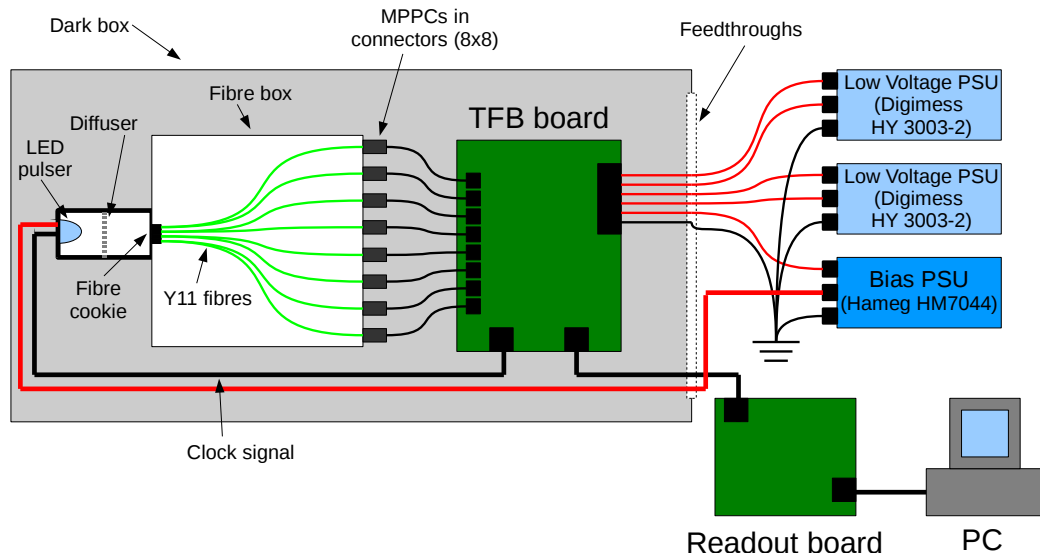 Dark box
MPPCs in
connectors (8x8)
Feedthroughs
Fibre box
Diffuser
LED
pulser
TFB board
Low Voltage PSU
(Digimess
HY 3003-2)
Low Voltage PSU
(Digimess
HY 3003-2)
Bias PSU
(Hameg HM7044)
Fibre
cookie
Y11 fibres
Clock signal
Readout board
PC